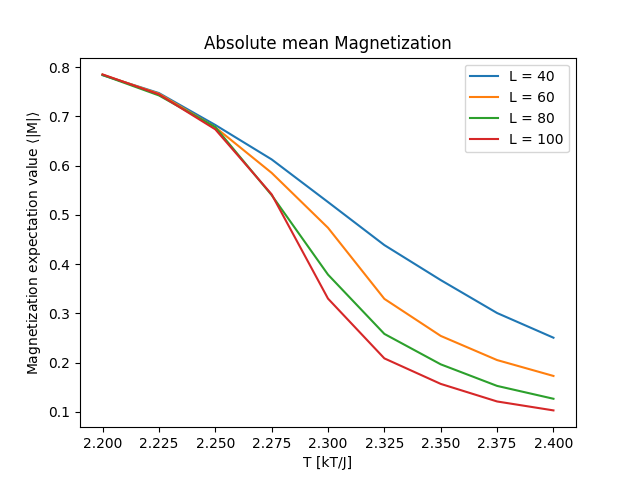 Absolute mean Magnetization
L = 40
L = 60
L = 80
L = 100
Magnetization expectation value ⟨|M|⟩
0.8
0.7
0.6
0.5
0.4
0.3
0.2
0.1
2.200 2.225 2.250 2.275 2.300 2.325 2.350 2.375 2.400
T [kT/J]